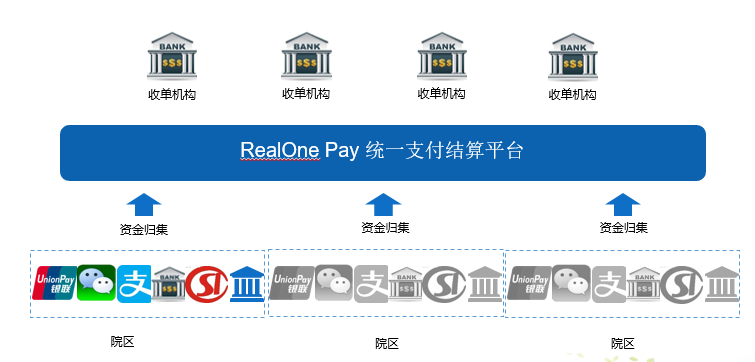 BANK
$$$
收单机构
BANK
$$$
收单机构
BANK
$$$
收单机构
BANK
$$$
收单机构
RealOne Pay 统一支付结算平台
资金归集
资金归集
资金归集
UnionPay
银联
支
BANK
$$$
SI
UnionPay
银联
支
BANK
$$$
SI
UnionPay
银联
支
BANK
$$$
SI
院区
院区
院区